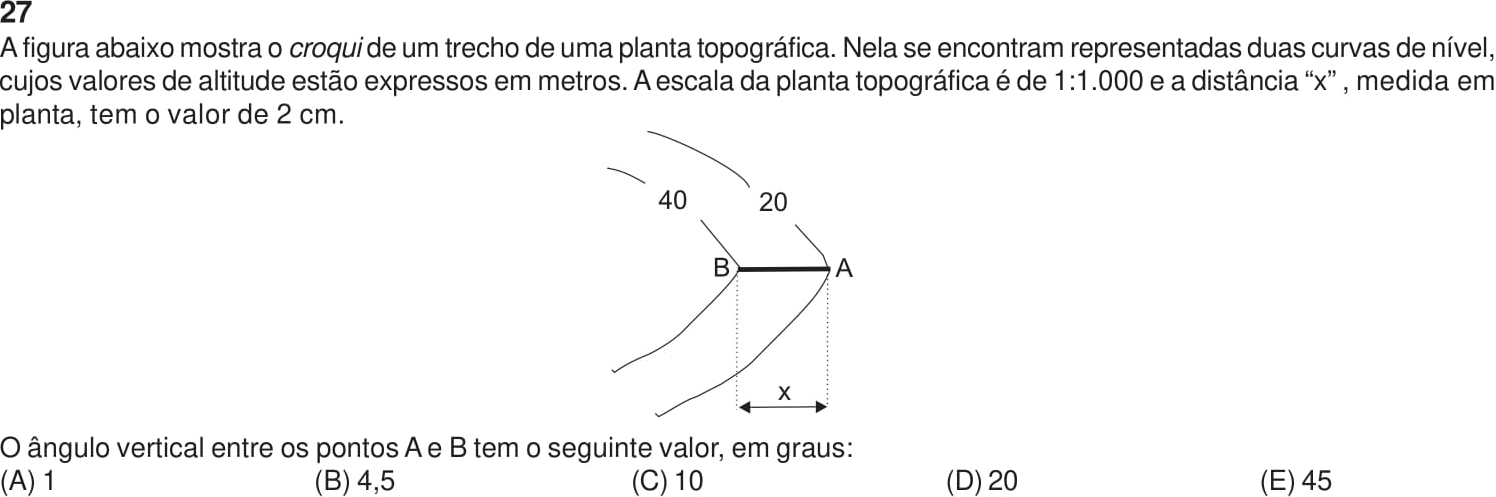 27
A figura abaixo mostra o croqui de um trecho de uma planta topográfica. Nela se encontram representadas duas curvas de nível,
cujos valores de altitude estão expressos em metros. A escala da planta topográfica é de 1:1.000 e a distância “x” , medida em
planta, tem o valor de 2 cm.
40 20
B A
x
O ângulo vertical entre os pontos A e B tem o seguinte valor, em graus:
(A) 1 (B) 4,5 (C) 10 (D) 20 (E) 45